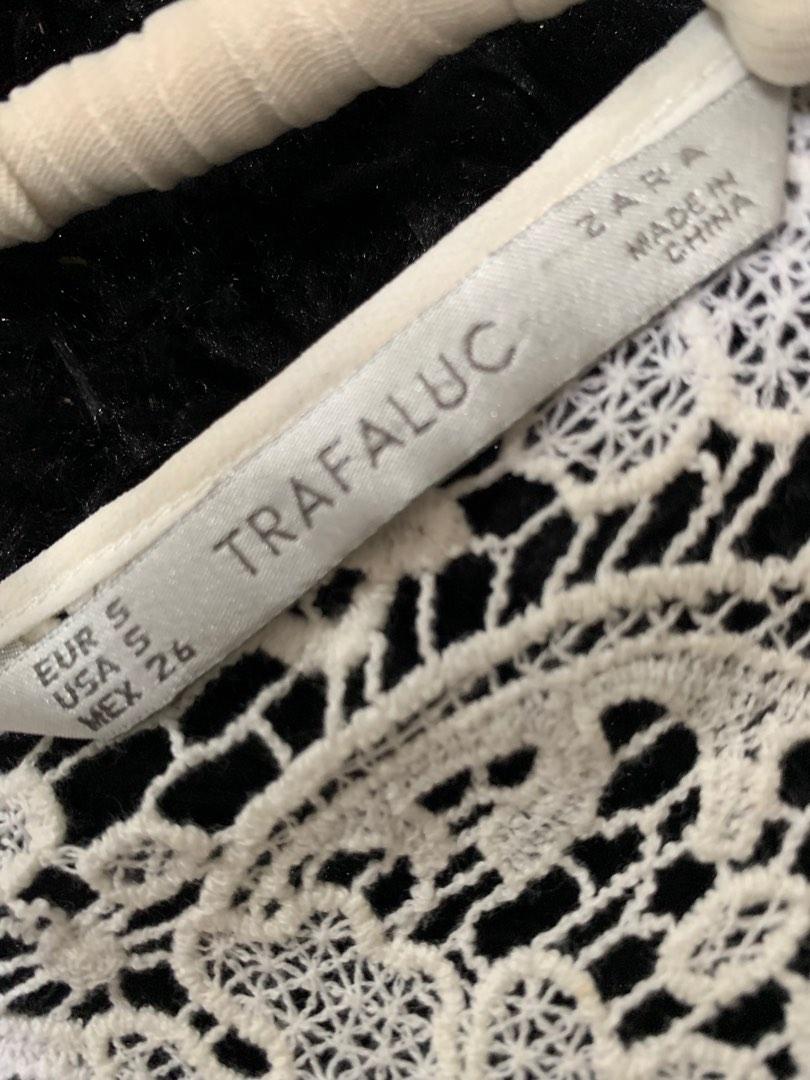 ZARA
MADE IN
CHINA
TRAFALUC
EUR S
USA S
MEX 26